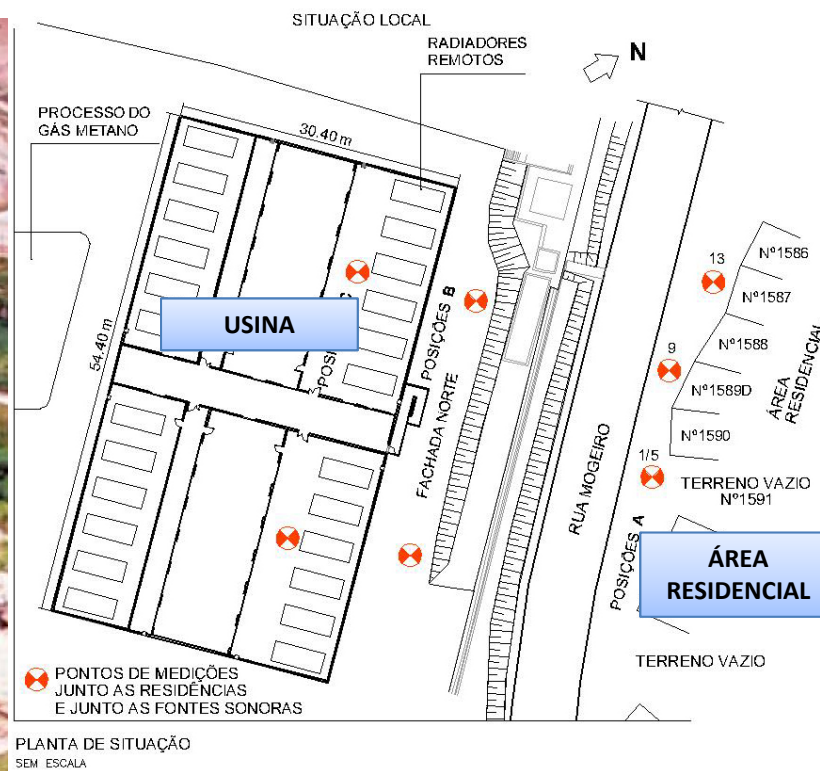 SITUAÇÃO LOCAL
RADIADORES
REMOTOS
N
PROCESSO DO
GÁS METANO
30.40 m
54.40 m
USINA
POSIÇÕES B
FACHADA NORTE
RUA MOGEIRO
13
Nº1586
Nº1587
9
Nº1588
Nº1589D
Nº1590
ÁREA
RESIDENCIAL
1/5
TERRENO VAZIO
Nº1591
POSIÇÕES A
ÁREA
RESIDENCIAL
TERRENO VAZIO
PONTOS DE MEDIÇÕES
JUNTO AS RESIDÊNCIAS
E JUNTO AS FONTES SONORAS
PLANTA DE SITUAÇÃO
SEM ESCALA